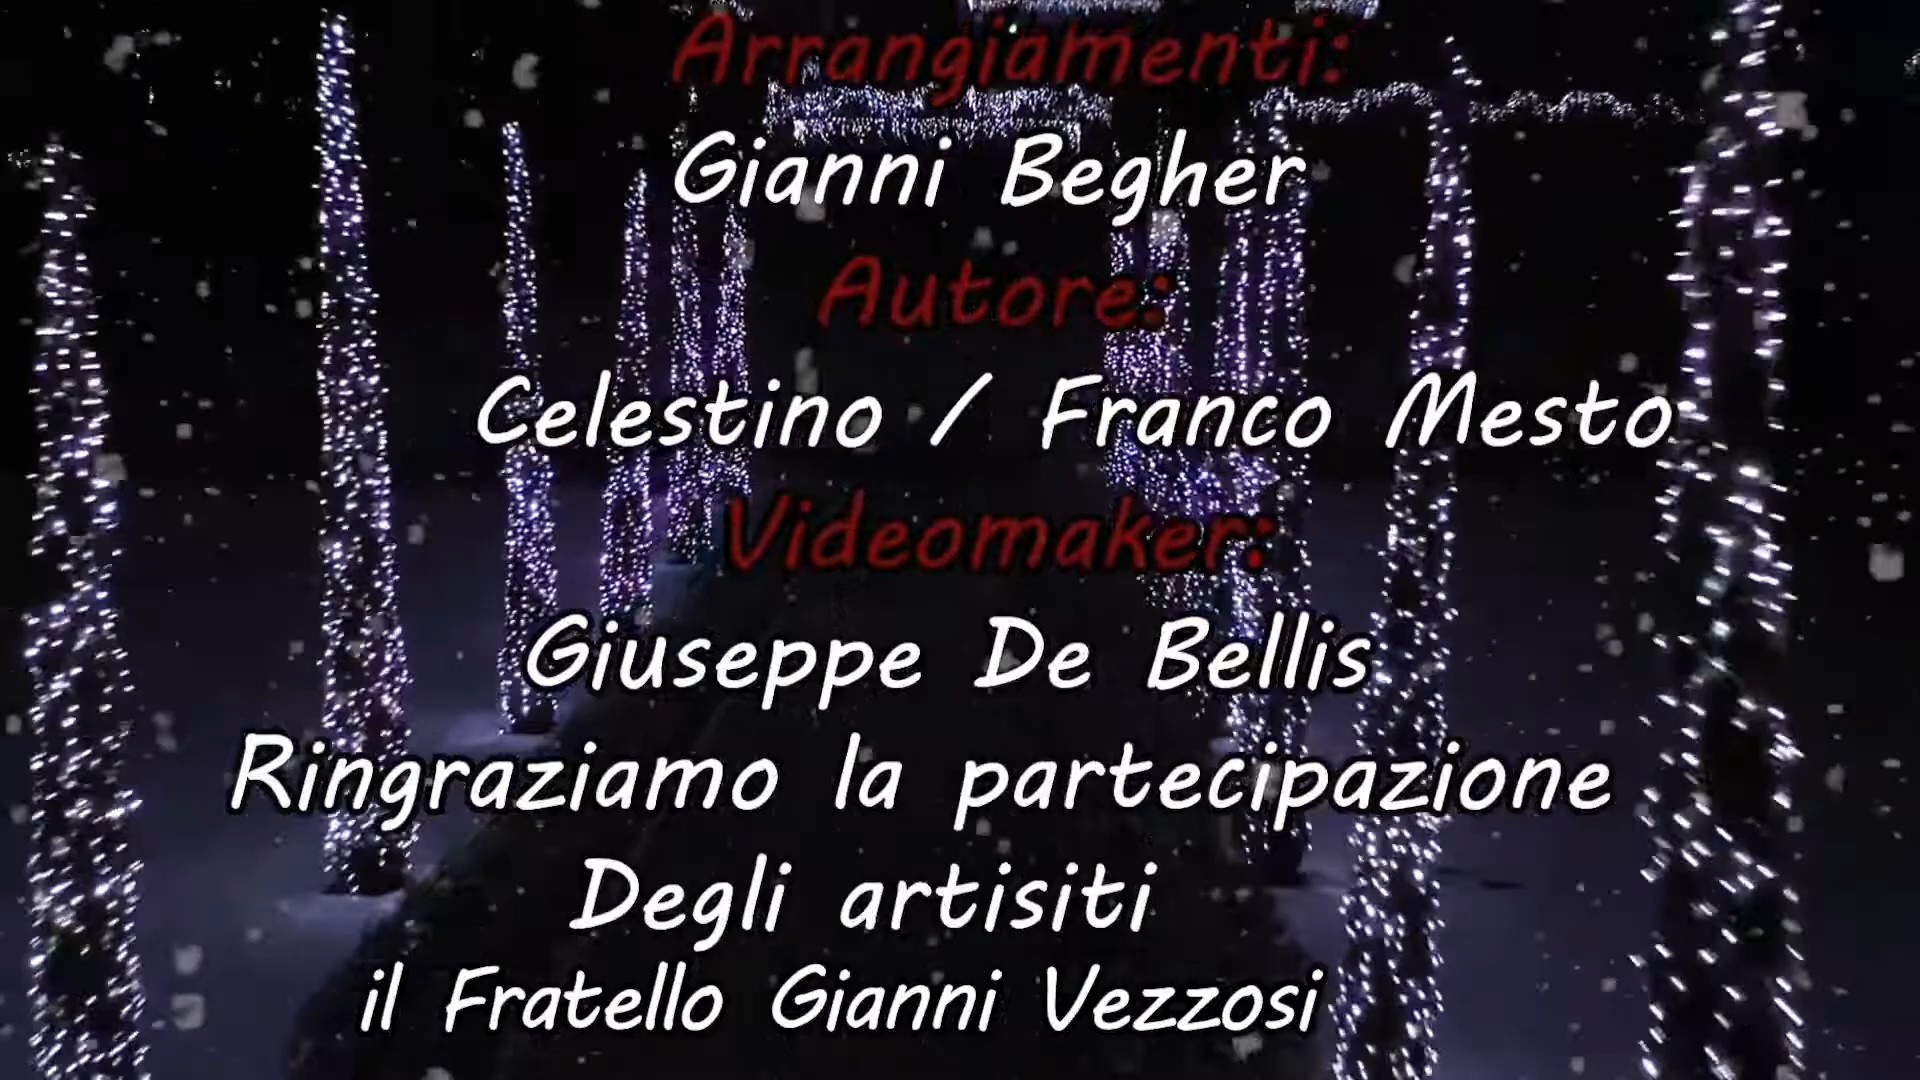 Arrangiamenti:
Gianni Begher
Autore:
Celestino / Franco Mesto
Videomaker:
Giuseppe De Bellis
Ringraziamo la partecipazione
Degli artisiti
il Fratello Gianni Vezzosi